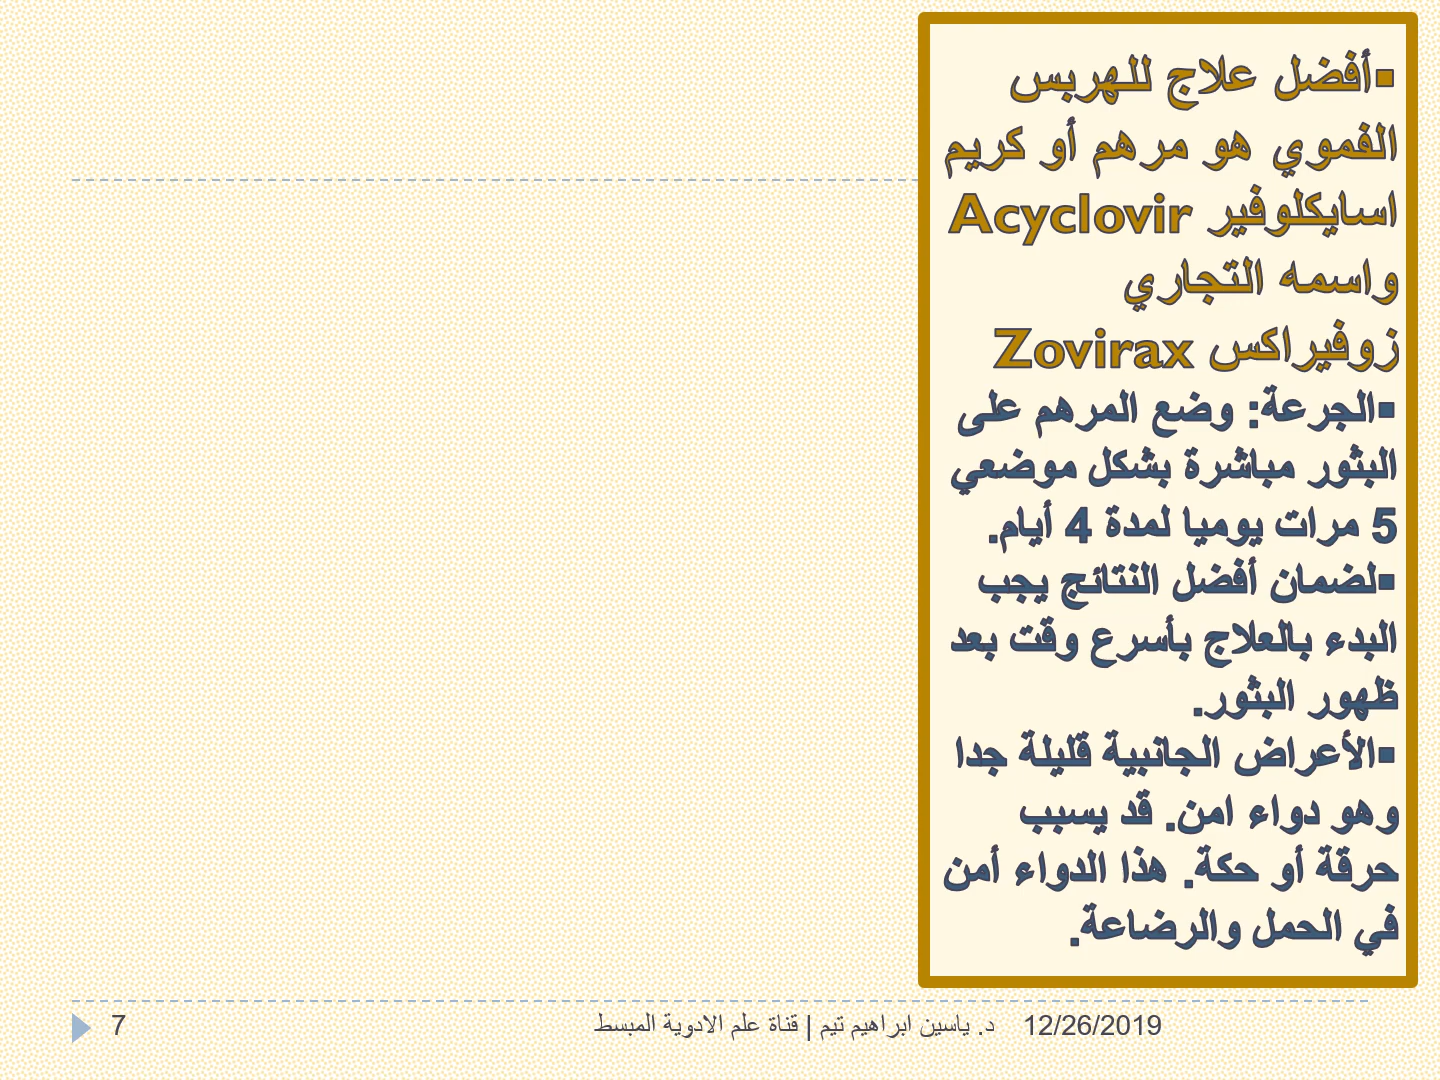 ▪أفضل علاج للهربس
الفموي هو مرهم أو كريم
اسايكلوفير Acyclovir
واسمه التجاري
زوفيراكس Zovirax
▪الجرعة: وضع المرهم على
البثور مباشرة بشكل موضعي
5 مرات يوميا لمدة 4 أيام.
▪لضمان أفضل النتائج يجب
البدء بالعلاج بأسرع وقت بعد
ظهور البثور.
▪الأعراض الجانبية قليلة جدا
وهو دواء امن. قد يسبب
حرقة أو حكة. هذا الدواء أمن
في الحمل والرضاعة.
12/26/2019
د. ياسين ابراهيم تيم | قناة علم الادوية المبسط
7